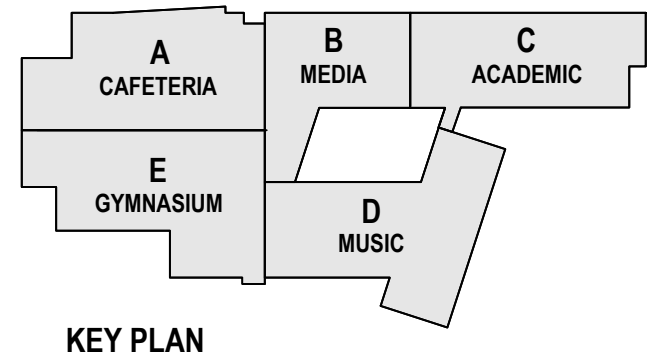 A
CAFETERIA
B
MEDIA
C
ACADEMIC
E
GYMNASIUM
D
MUSIC
KEY PLAN